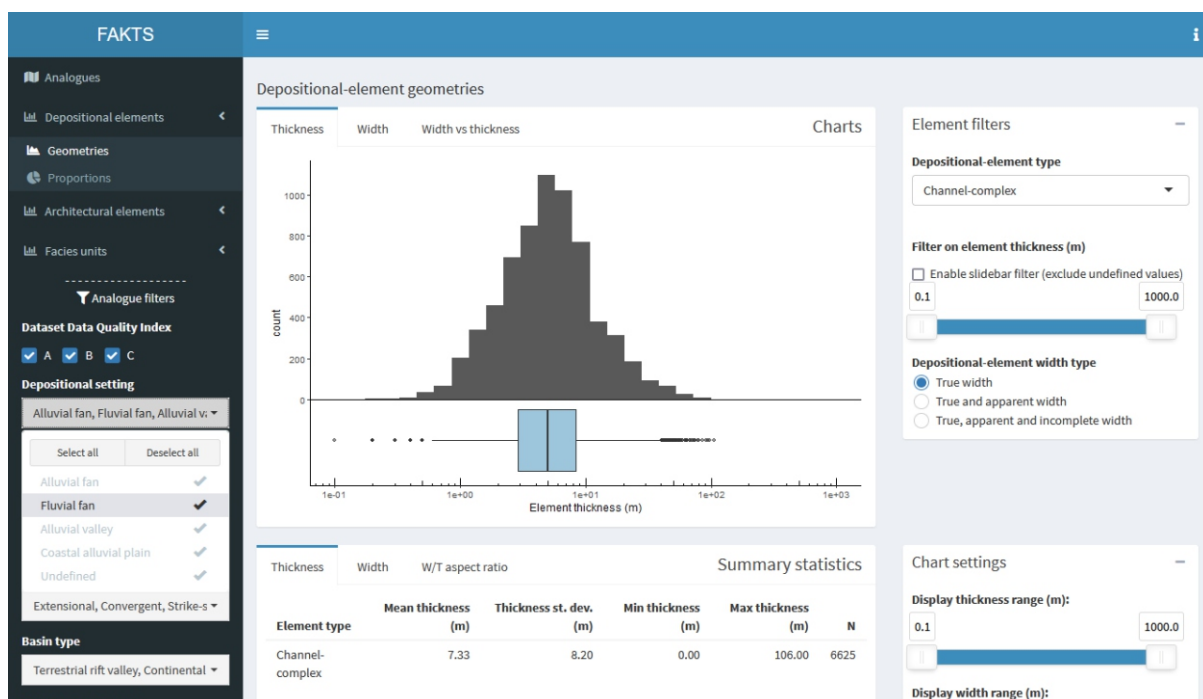 FAKTS
Analogues
Depositional elements
Geometries
Proportions
Architectural elements
Facies units
Analogue filters
Dataset Data Quality Index
A B C
Depositional setting
Alluvial fan, Fluvial fan, Alluvial va
Select all Deselect all
Alluvial fan
Fluvial fan
Alluvial valley
Coastal alluvial plain
Undefined
Extensional, Convergent, Strike-s
Basin type
Terrestrial rift valley, Continental
Depositional-element geometries
Thickness Width Width vs thickness Charts
1000
800
600
400
200
0
count
1e-01 1e+00 1e+01 1e+02 1e+03
Element thickness (m)
Thickness Width W/T aspect ratio Summary statistics
Mean thickness Thickness st. dev. Min thickness Max thickness
Element type (m) (m) (m) (m) N
Channel- 7.33 8.20 0.00 106.00 6625
complex
Element filters
Depositional-element type
Channel-complex
Filter on element thickness (m)
Enable slidebar filter (exclude undefined values)
0.1 1000.0
Depositional-element width type
True width
True and apparent width
True, apparent and incomplete width
Chart settings
Display thickness range (m):
0.1 1000.0
Display width range (m):